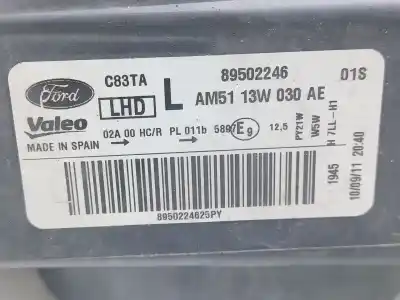 Ford
C83TA
89502246
01S
LHD
L
AM51 13W 030 AE
Valeo
02A 00 HC/R
PL 011b
5897
E9
12,5
PY21W
W5W
H7LL-H1
MADE IN SPAIN
1945
10/09/11 20:40
8950224625PY